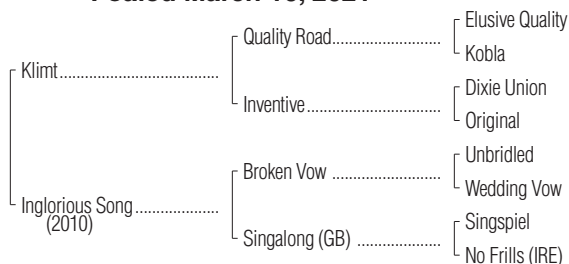 Foaled March 2021
Elusive Quality
Quality Road
Kobla
Klimt
Dixie Union
Inventive
Original
Unbridled
Broken Vow
Wedding Vow
Inglorious Song
(2010)
Singspiel
Singalong (GB)
No Frills (IRE)